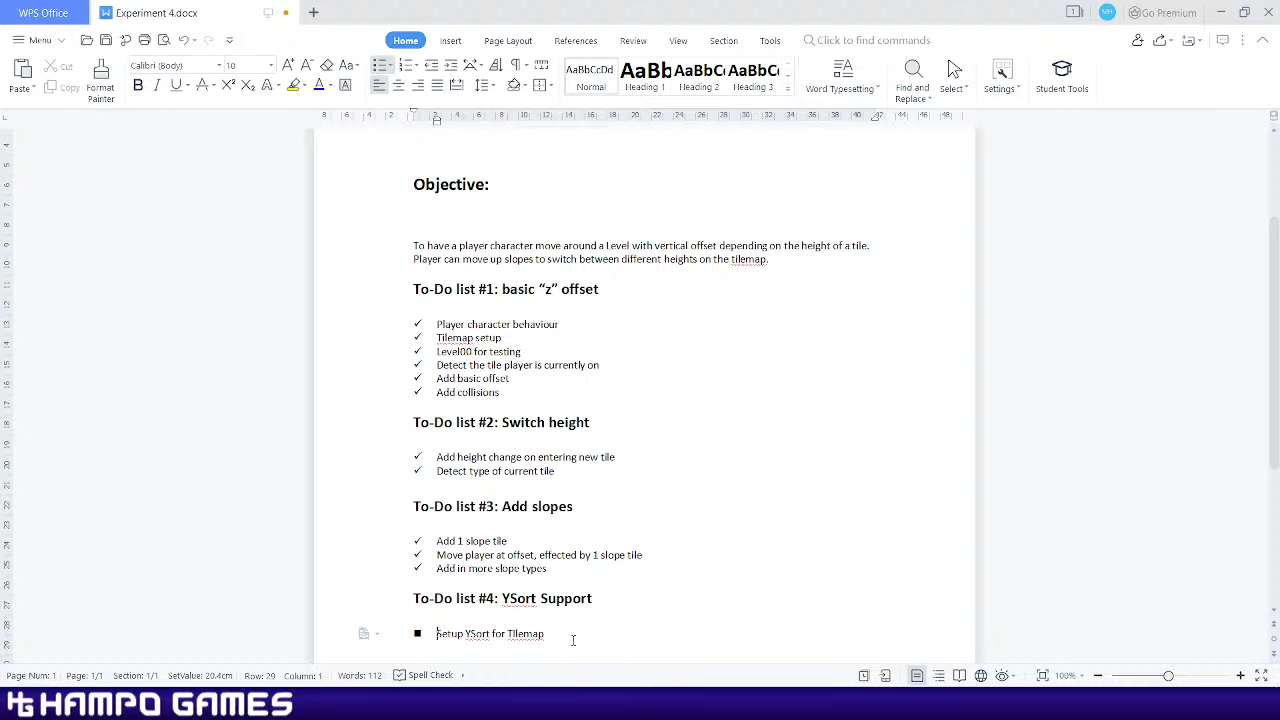 WPS Office
Experiment 4.docx
Go Premium
Menu
Home
Insert
Page Layout
References
Review
View
Section
Tools
Click to find commands
Paste
Cut
Copy
Format Painter
Calibri (Body)
10
AaBbCcDd
Normal
AaBb
Heading 1
AaBbC
Heading 2
AaBbC
Heading 3
Word Typesetting
Find and Replace
Select
Settings
Student Tools
Objective:
To have a player character move around a Level with vertical offset depending on the height of a tile.
Player can move up slopes to switch between different heights on the tilemap.
To-Do list #1: basic “z” offset
✓ Player character behaviour
✓ Tilemap setup
✓ Level00 for testing
✓ Detect the tile player is currently on
✓ Add basic offset
✓ Add collisions
To-Do list #2: Switch height
✓ Add height change on entering new tile
✓ Detect type of current tile
To-Do list #3: Add slopes
✓ Add 1 slope tile
✓ Move player at offset, effected by 1 slope tile
✓ Add in more slope types
To-Do list #4: YSort Support
■ Setup YSort for TIlemap
Page Num: 1
Page: 1/1
Section: 1/1
Column: 1
Words: 112
Spell Check
100%
HAMPO GAMES